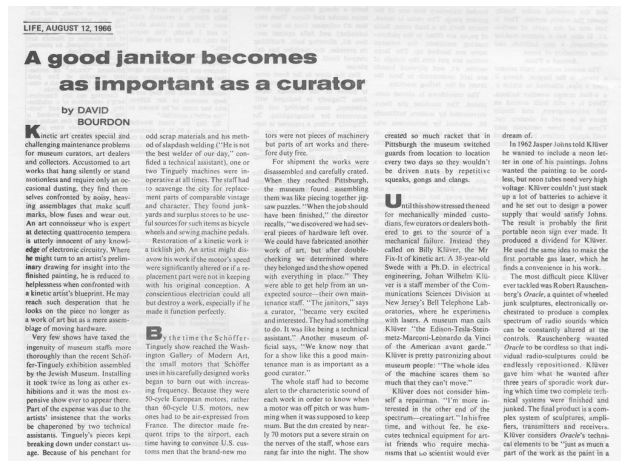 LIFE, AUGUST 12, 1966
A good janitor becomes
as important as a curator
by DAVID
BOURDON
Kinetic art creates special and
challenging maintenance problems
for museum curators, art dealers
and collectors. Accustomed to art
works that hang silently or stand
motionless and require only an oc-
casional dusting, they find them
selves confronted by noisy, heav-
ing assemblages that make scuff
marks, blow fuses and wear out.
An art connoisseur who is expert
at detecting quattrocento tempera
is utterly innocent of any knowl-
edge of electronic circuitry. Where
he might turn to an artist's prelim-
inary drawing for insight into the
finished painting, he is reduced to
helplessness when confronted with
a kinetic artist's blueprint. He may
reach such desperation that he
looks on the piece no longer as
a work of art but as a mere assem-
blage of moving hardware.
Very few shows have taxed the
ingenuity of museum staffs more
thoroughly than the recent Schöf-
fer-Tinguely exhibition assembled
by the Jewish Museum. Installing
it took twice as long as other ex-
hibitions and it was the most ex-
pensive show ever to appear there.
Part of the expense was due to the
artists' insistence that the works
be chaperoned by two technical
assistants. Tinguely's pieces kept
breaking down under constant us-
age. Because of his penchant for
odd scrap materials and his meth-
od of slapdash welding ("He is not
the best welder of our day," con-
fided a technical assistant), one or
two Tinguely machines were in-
operative at all times. The staff had
to scavenge the city for replace-
ment parts of comparable vintage
and character. They found junk-
yards and surplus stores to be use-
ful sources for such items as bicycle
wheels and sewing machine pedals.
Restoration of a kinetic work is
a ticklish job. An artist might dis-
avow his work if the motor's speed
were significantly altered or if a re-
placement part were not in keeping
with his original conception. A
conscientious electrician could all
but destroy a work, especially if he
made it function perfectly.
By the time the Schöffer-
Tinguely show reached the Wash-
ington Gallery of Modern Art,
the small motors that Schöffer
uses in his carefully designed works
began to burn out with increas-
ing frequency. Because they were
50-cycle European motors, rather
than 60-cycle U.S. motors, new
ones had to be air-expressed from
France. The director made fre-
quent trips to the airport, each
time having to convince U.S. cus-
toms men that the brand-new mo
tors were not pieces of machinery
but parts of art works and there-
fore duty free.
For shipment the works were
disassembled and carefully crated.
When they reached Pittsburgh,
the museum found assembling
them was like piecing together jig-
saw puzzles. "When the job should
have been finished," the director
recalls, "we discovered we had sev-
eral pieces of hardware left over.
We could have fabricated another
work of art, but after double-
checking we determined where
they belonged and the show opened
with everything in place." They
were able to get help from an un-
expected source—their own main-
tenance staff. "The janitors," says
a curator, "became very excited
and interested. They had something
to do. It was like being a technical
assistant." Another museum of-
ficial says, "We know now that
for a show like this a good main-
tenance man is as important as a
good curator."
The whole staff had to become
alert to the characteristic sound of
each work in order to know when
a motor was off pitch or was hum-
ming when it was supposed to keep
mum. But the din created by near-
ly 70 motors put a severe strain on
the nerves of the staff, whose ears
rang far into the night. The show
created so much racket that in
Pittsburgh the museum switched
guards from location to location
every two days so they wouldn't
be driven nuts by repetitive
squeaks, gongs and clangs.
Until this show stressed the need
for mechanically minded custo-
dians, few curators or dealers both-
ered to get to the source of a
mechanical failure. Instead they
called on Billy Klüver, the Mr
Fix-It of kinetic art. A 38-year-old
Swede with a Ph.D. in electrical
engineering, Johan Wilhelm Klü-
ver is a staff member of the Com-
munications Sciences Division at
New Jersey's Bell Telephone Lab-
oratories, where he experiments
with lasers. A museum man calls
Klüver "the Edison-Tesla-Stein-
metz-Marconi-Leonardo da Vinci
of the American avant garde."
Klüver is pretty patronizing about
museum people: "The whole idea
of the machine scares them so
much that they can't move."
Klüver does not consider him-
self a repairman. "I'm more in-
terested in the other end of the
spectrum—creating art." In his free
time, and without fee, he exe-
cutes technical equipment for art-
ist friends who require mecha-
nisms that no scientist would ever
dream of.
In 1962 Jasper Johns told Klüver
he wanted to include a neon let-
ter in one of his paintings. Johns
wanted the painting to be cord-
less, but neon tubes need very high
voltage. Klüver couldn't just stack
up a lot of batteries to achieve it
and he set out to design a power
supply that would satisfy Johns.
The result is probably the first
portable neon sign ever made. It
produced a dividend for Klüver.
He used the same idea to make the
first portable gas laser, which he
finds a convenience in his work.
The most difficult piece Klüver
ever tackled was Robert Rauschen-
berg's Oracle, a quintet of wheeled
junk sculptures, electronically or-
chestrated to produce a complex
spectrum of radio sounds which
can be constantly altered at the
controls. Rauschenberg wanted
Oracle to be cordless so that indi-
vidual radio-sculptures could be
endlessly repositioned. Klüver
gave him what he wanted after
three years of sporadic work dur-
ing which time two complete tech-
nical systems were finished and
junked. The final product is a com-
plex system of sculptures, ampli-
fiers, transmitters and receivers.
Klüver considers Oracle's techni-
cal elements to be "just as much a
part of the work as the paint in a